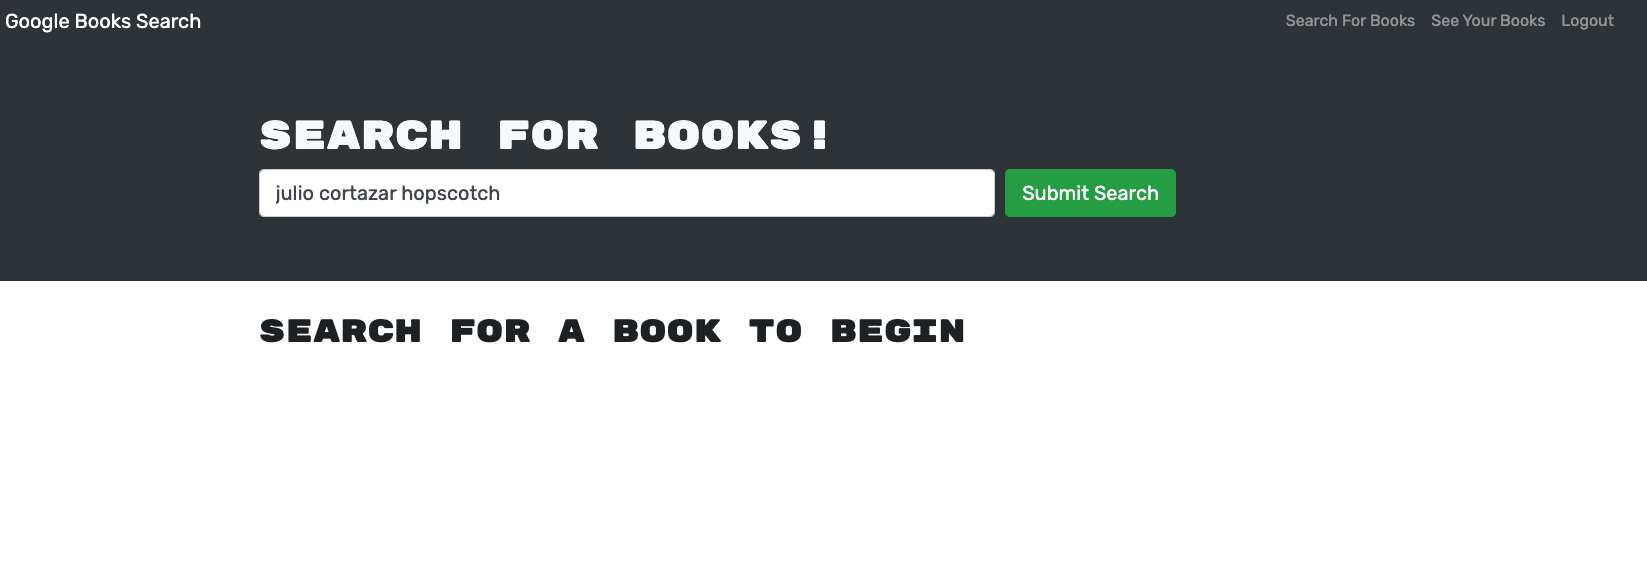 Google Books Search
Search For Books
See Your Books
Logout
SEARCH FOR BOOKS!
julio cortazar hopscotch
Submit Search
SEARCH FOR A BOOK TO BEGIN